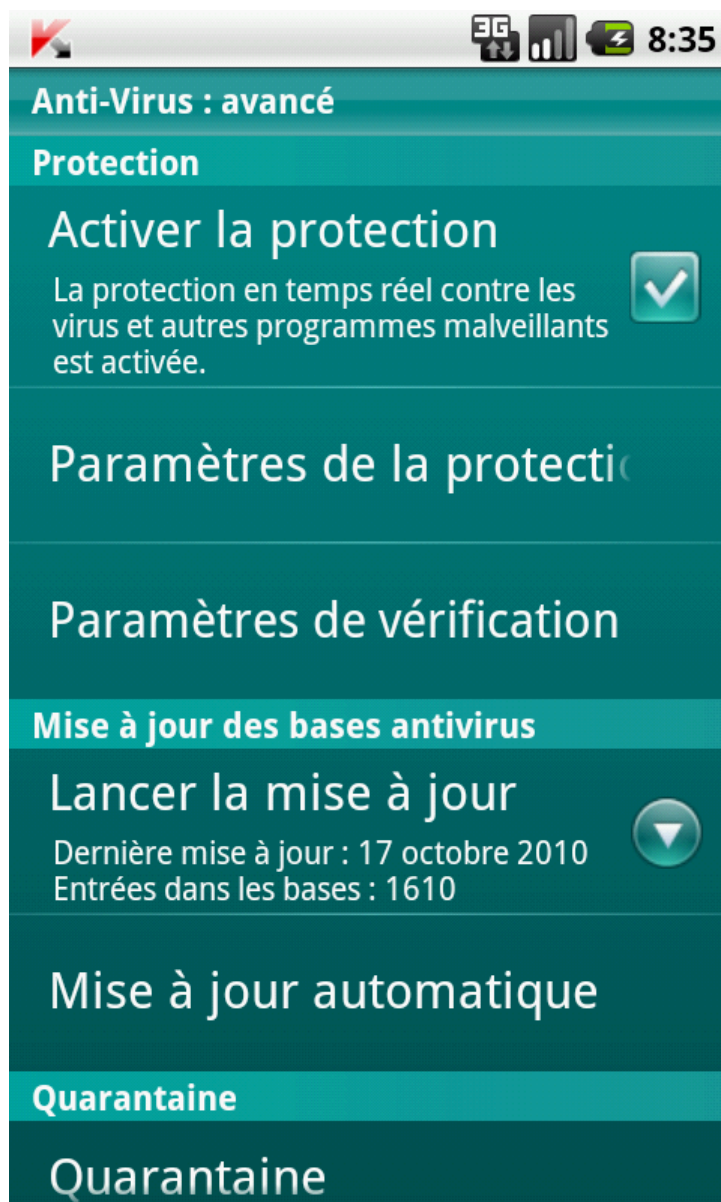 3G 8:35
Anti-Virus : avancé
Protection
Activer la protection
La protection en temps réel contre les
virus et autres programmes malveillants
est activée.
Paramètres de la protecti
Paramètres de vérification
Mise à jour des bases antivirus
Lancer la mise à jour
Dernière mise à jour : 17 octobre 2010
Entrées dans les bases : 1610
Mise à jour automatique
Quarantaine
Quarantaine